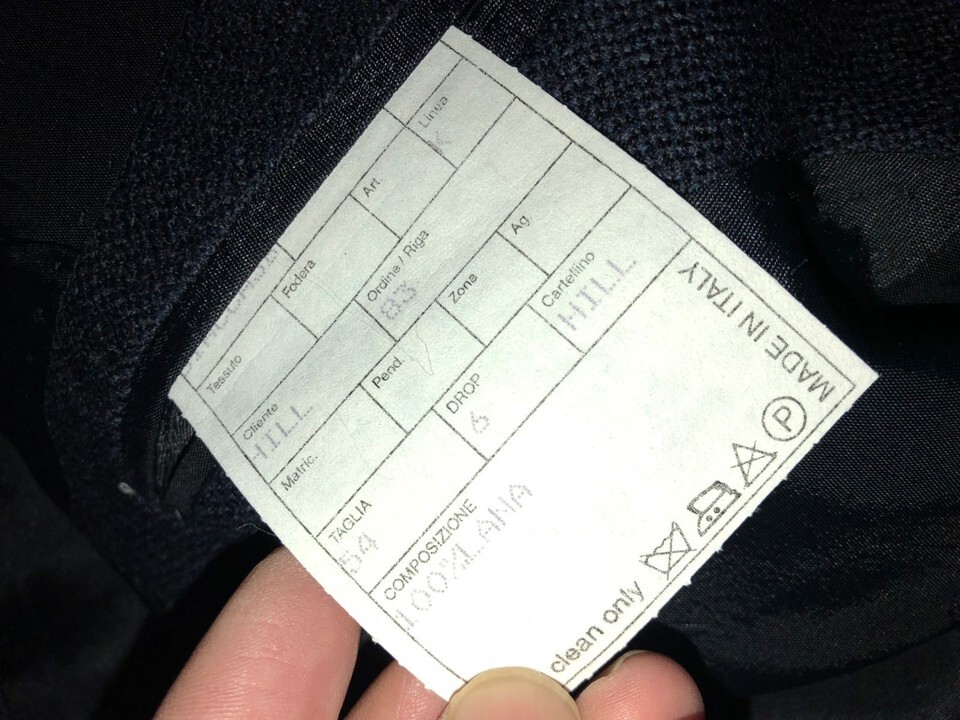 Tessuto
Fodera
Art.
Linea
K
Cliente
HILL
Ordine / Riga
83
Matric.
Pend.
Zona
Ag.
TAGLIA
54
DROP
6
Cartellino
HILL
COMPOSIZIONE
100%LANA
clean only
P
MADE IN ITALY